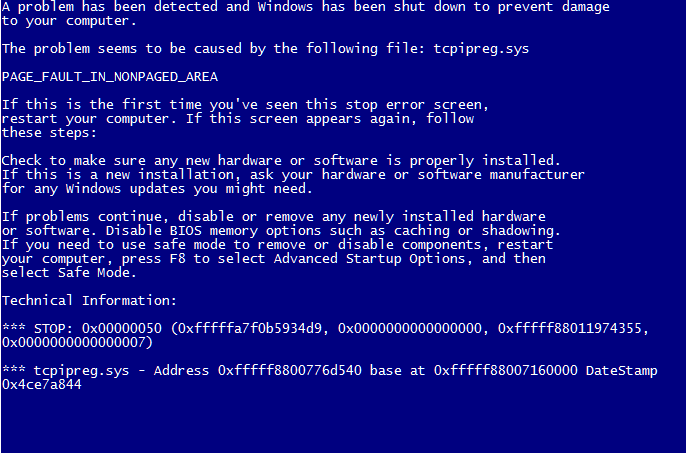 A problem has been detected and Windows has been shut down to prevent damage
to your computer.
The problem seems to be caused by the following file: tcpipreg.sys
PAGE_FAULT_IN_NONPAGED_AREA
If this is the first time you've seen this stop error screen,
restart your computer. If this screen appears again, follow
these steps:
Check to make sure any new hardware or software is properly installed.
If this is a new installation, ask your hardware or software manufacturer
for any Windows updates you might need.
If problems continue, disable or remove any newly installed hardware
or software. Disable BIOS memory options such as caching or shadowing.
If you need to use safe mode to remove or disable components, restart
your computer, press F8 to select Advanced Startup Options, and then
select Safe Mode.
Technical Information:
*** STOP: 0x00000050 (0xfffffa7f0b5934d9, 0x0000000000000000, 0xfffff88011974355,
0x0000000000000007)
*** tcpipreg.sys - Address 0xfffff8800776d540 base at 0xfffff88007160000 DateStamp
0x4ce7a844